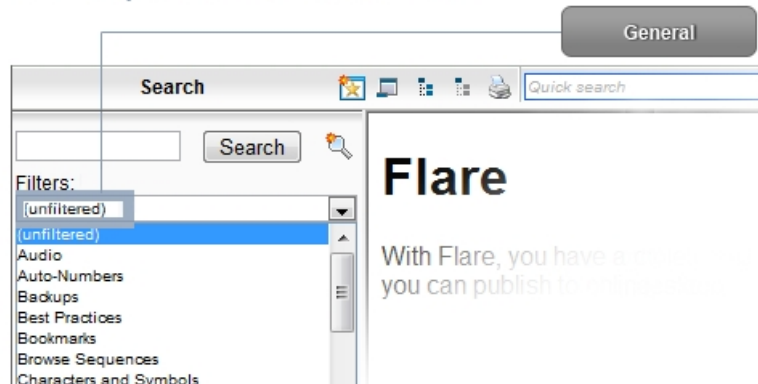 General
Search
Quick search
Search
Filters:
(unfiltered)
(unfiltered)
Audio
Auto-Numbers
Backups
Best Practices
Bookmarks
Browse Sequences
Characters and Symbols
Flare
With Flare, you have a
you can publish to